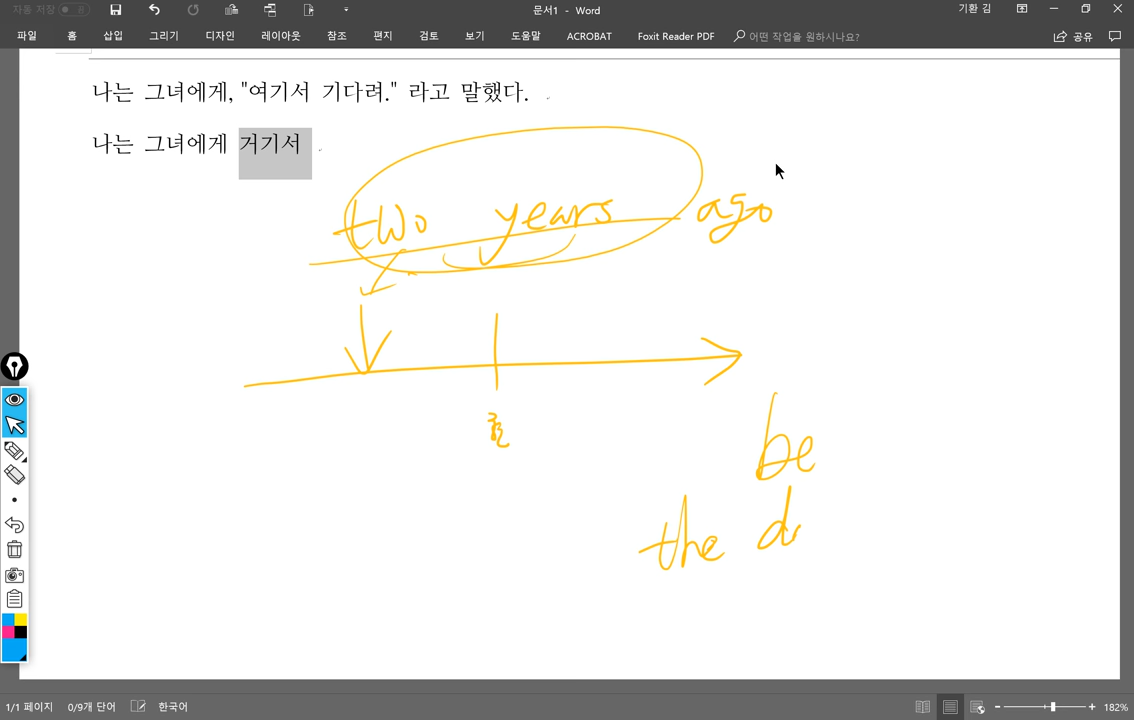 자동 저장
문서1 - Word
기환 김
파일 홈 삽입 그리기 디자인 레이아웃 참조 편지 검토 보기 도움말 ACROBAT Foxit Reader PDF 어떤 작업을 원하시나요? 공유
나는 그녀에게, "여기서 기다려." 라고 말했다.
나는 그녀에게 거기서
two years ago
be
the
1/1 페이지 0/9개 단어 한국어 182%